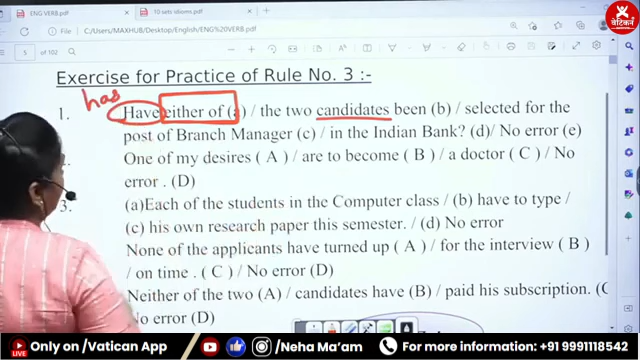 ENG VERB.pdf
10 sets idioms.pdf
File C:/Users/MAXHUB/Desktop/English/ENG%20VERB.pdf
5 of 102
वेटिकन
Exercise for Practice of Rule No. 3 :-
has
1. Have either of (a) / the two candidates been (b) / selected for the
post of Branch Manager (c) / in the Indian Bank? (d)/ No error (e)
One of my desires ( A ) / are to become ( B ) / a doctor ( C ) / No
error . (D)
3. (a)Each of the students in the Computer class / (b) have to type /
(c) his own research paper this semester. / (d) No error
None of the applicants have turned up ( A ) / for the interview ( B )
/ on time . ( C ) / No error (D)
Neither of the two (A) / candidates have (B) / paid his subscription. (C
No error (D)
LIVE Only on /Vatican App /Neha Ma'am Helpline : +91 9991118542